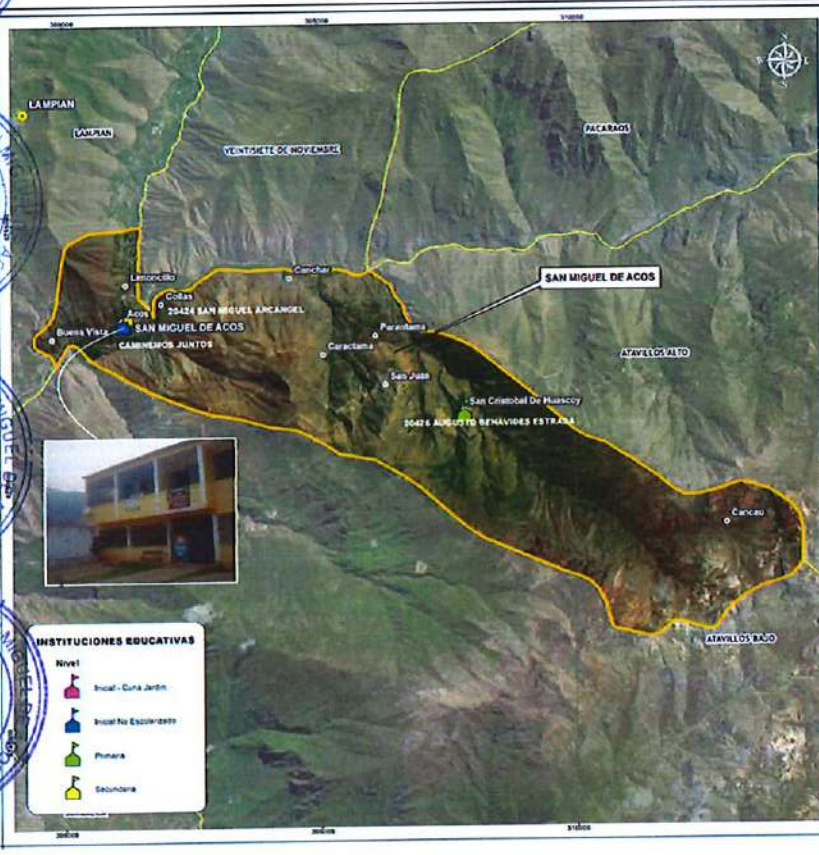 LAMPIAN
LAMPIAN
VEINTISIETE DE NOVIEMBRE
PACARAOS
Limoncillo
Canchar
SAN MIGUEL DE ACOS
Collas
20424 SAN MIGUEL ARCANGEL
Acos
SAN MIGUEL DE ACOS
Buena Vista
CAMINEMOS JUNTOS
Caractama
ATAVILLOS ALTO
San Juan
San Cristobal De Huascoy
20426 AUGUSTO BENAVIDES ESTRADA
Cancau
ATAVILLOS BAJO
INSTITUCIONES EDUCATIVAS
Nivel
Inicial - Cuna Jardin
Inicial No Escolarizado
Primaria
Secundaria